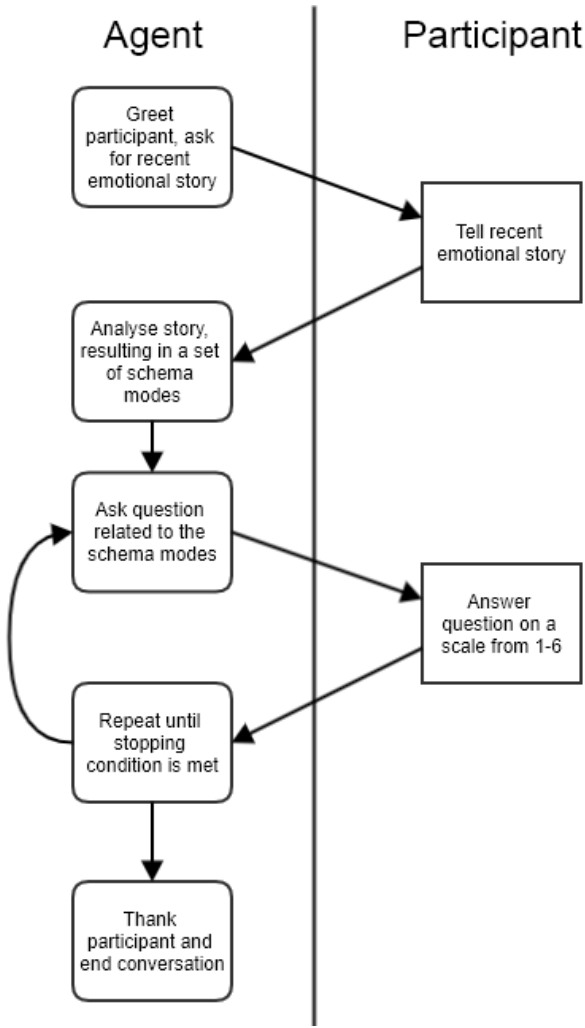 Agent
Participant
Greet
participant, ask
for recent
emotional story
Tell recent
emotional story
Analyse story,
resulting in a set
of schema
modes
Ask question
related to the
schema modes
Answer
question on a
scale from 1-6
Repeat until
stopping
condition is met
Thank
participant and
end conversation